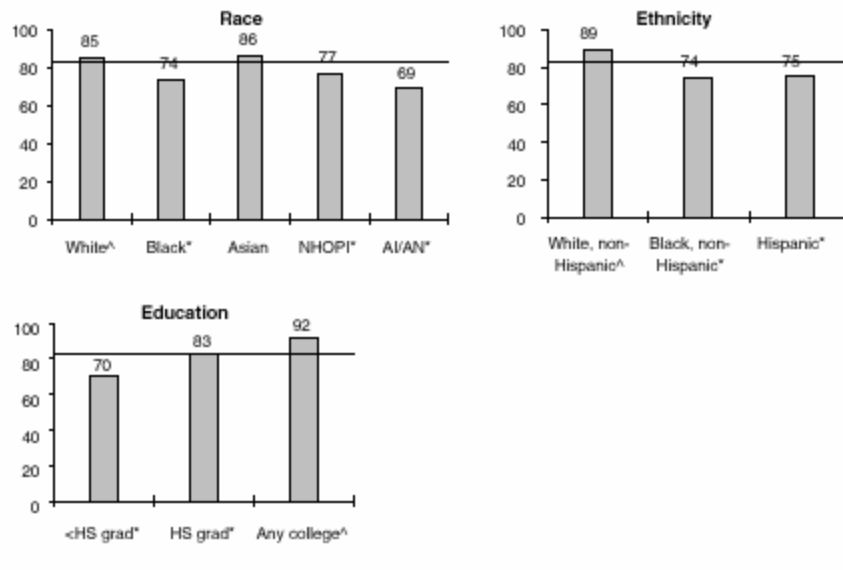 Race
100
80
60
40
20
0
85
74
86
77
69
White^
Black*
Asian
NHOPI*
AI/AN*
Ethnicity
100
80
60
40
20
0
89
74
75
White, non-
Hispanic^
Black, non-
Hispanic*
Hispanic*
Education
100
80
60
40
20
0
70
83
92
<HS grad*
HS grad*
Any college^